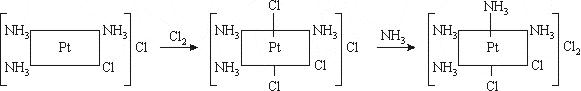 Cl NH₃
NH₃ NH₃ Cl₂ NH₃ NH₃ NH₃ NH₃ NH₃
Pt Cl Pt Cl Pt Cl₂
NH₃ Cl NH₃ Cl NH₃ Cl
Cl Cl